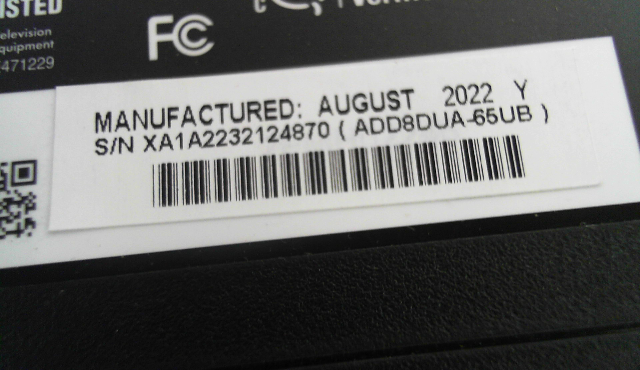 ISTED
elevision
quipment
471229
FC
MANUFACTURED: AUGUST 2022 Y
S/N XA1A2232124870 ( ADD8DUA-65UB )